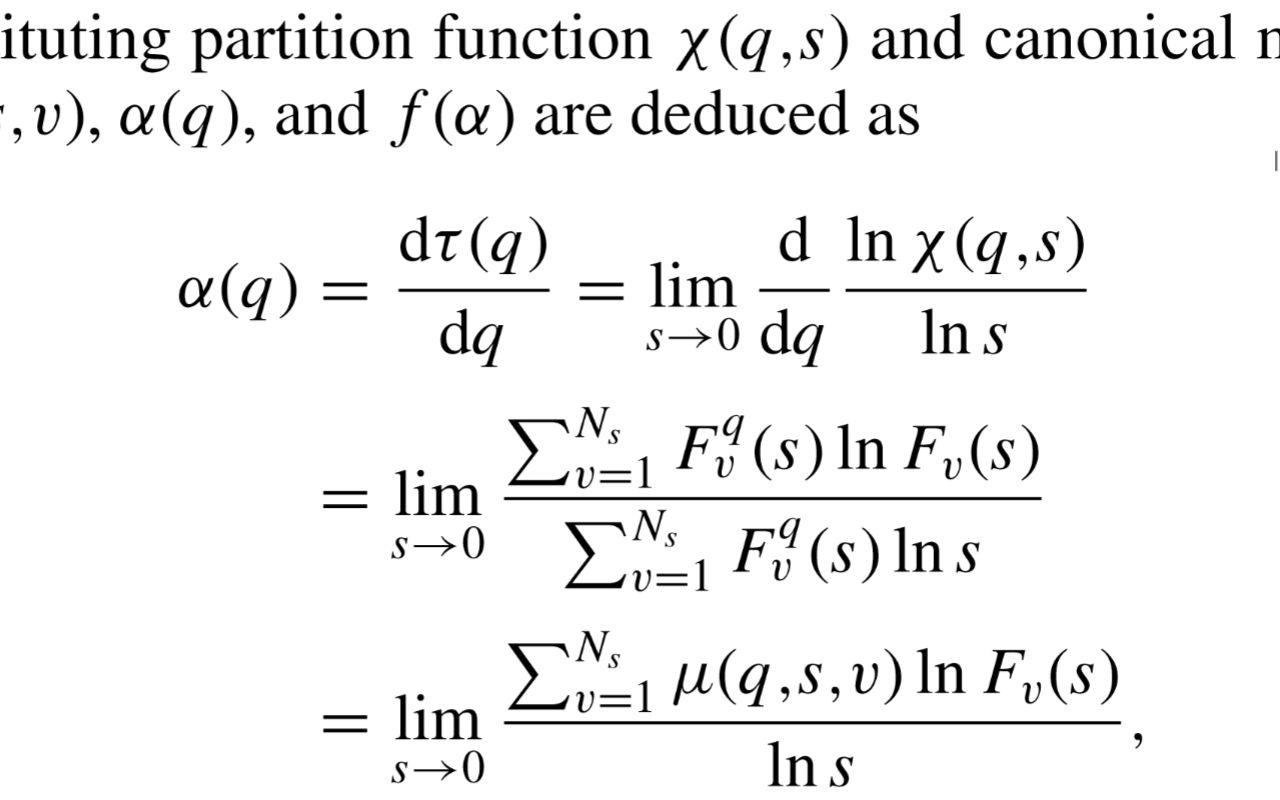 ituting partition function χ(q,s) and canonical
,v), α(q), and f(α) are deduced as
α(q) = dτ(q)/dq = lim_{s→0} d/dq ln χ(q,s)/ln s
= lim_{s→0} ∑_{v=1}^{N_s} F_v^q(s) ln F_v(s) / ∑_{v=1}^{N_s} F_v^q(s) ln s
= lim_{s→0} ∑_{v=1}^{N_s} μ(q,s,v) ln F_v(s) / ln s,